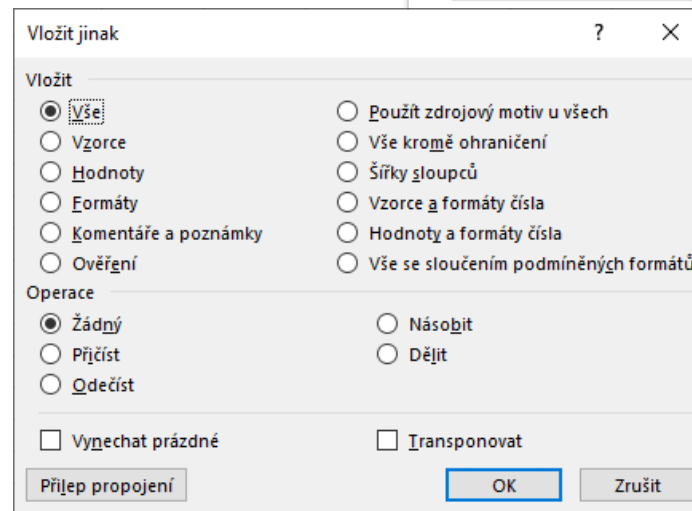 Vložit jinak ?
Vložit
Vše
Vzorce
Hodnoty
Formáty
Komentáře a poznámky
Ověření
Použít zdrojový motiv u všech
Vše kromě ohraničení
Šířky sloupců
Vzorce a formáty čísla
Hodnoty a formáty čísla
Vše se sloučením podmíněných formátů
Operace
Žádný
Přičíst
Odečíst
Násobit
Dělit
Vynechat prázdné
Transponovat
Přilep propojení
OK
Zrušit